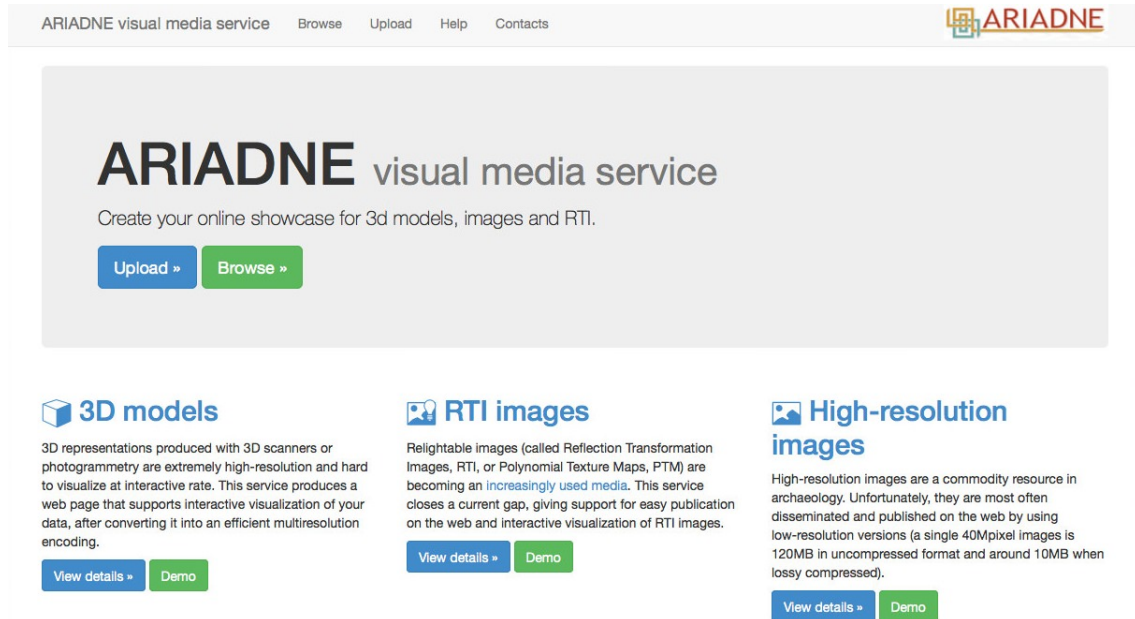 ARIADNE visual media service Browse Upload Help Contacts
ARIADNE
ARIADNE visual media service
Create your online showcase for 3d models, images and RTI.
Upload » Browse »
3D models
3D representations produced with 3D scanners or
photogrammetry are extremely high-resolution and hard
to visualize at interactive rate. This service produces a
web page that supports interactive visualization of your
data, after converting it into an efficient multiresolution
encoding.
View details » Demo
RTI images
Relightable images (called Reflection Transformation
Images, RTI, or Polynomial Texture Maps, PTM) are
becoming an increasingly used media. This service
closes a current gap, giving support for easy publication
on the web and interactive visualization of RTI images.
View details » Demo
High-resolution
images
High-resolution images are a commodity resource in
archaeology. Unfortunately, they are most often
disseminated and published on the web by using
low-resolution versions (a single 40Mpixel images is
120MB in uncompressed format and around 10MB when
lossy compressed).
View details » Demo